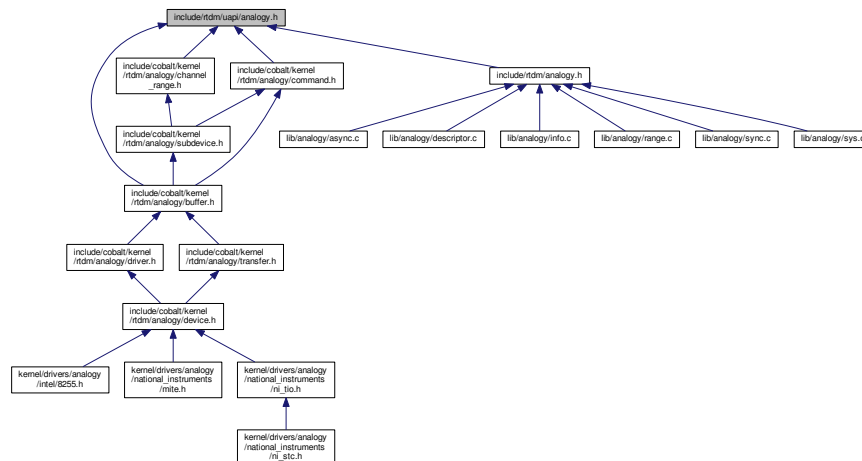 include/rtdm/uapi/analogy.h
include/cobalt/kernel
/rtdm/analogy/channel
_range.h
include/cobalt/kernel
/rtdm/analogy/command.h
include/rtdm/analogy.h
include/cobalt/kernel
/rtdm/analogy/subdevice.h
lib/analogy/async.c
lib/analogy/descriptor.c
lib/analogy/info.c
lib/analogy/range.c
lib/analogy/sync.c
lib/analogy/sys.c
include/cobalt/kernel
/rtdm/analogy/buffer.h
include/cobalt/kernel
/rtdm/analogy/driver.h
include/cobalt/kernel
/rtdm/analogy/transfer.h
include/cobalt/kernel
/rtdm/analogy/device.h
kernel/drivers/analogy
/intel/8255.h
kernel/drivers/analogy
/national_instruments
/mite.h
kernel/drivers/analogy
/national_instruments
/ni_tio.h
kernel/drivers/analogy
/national_instruments
/ni_stc.h